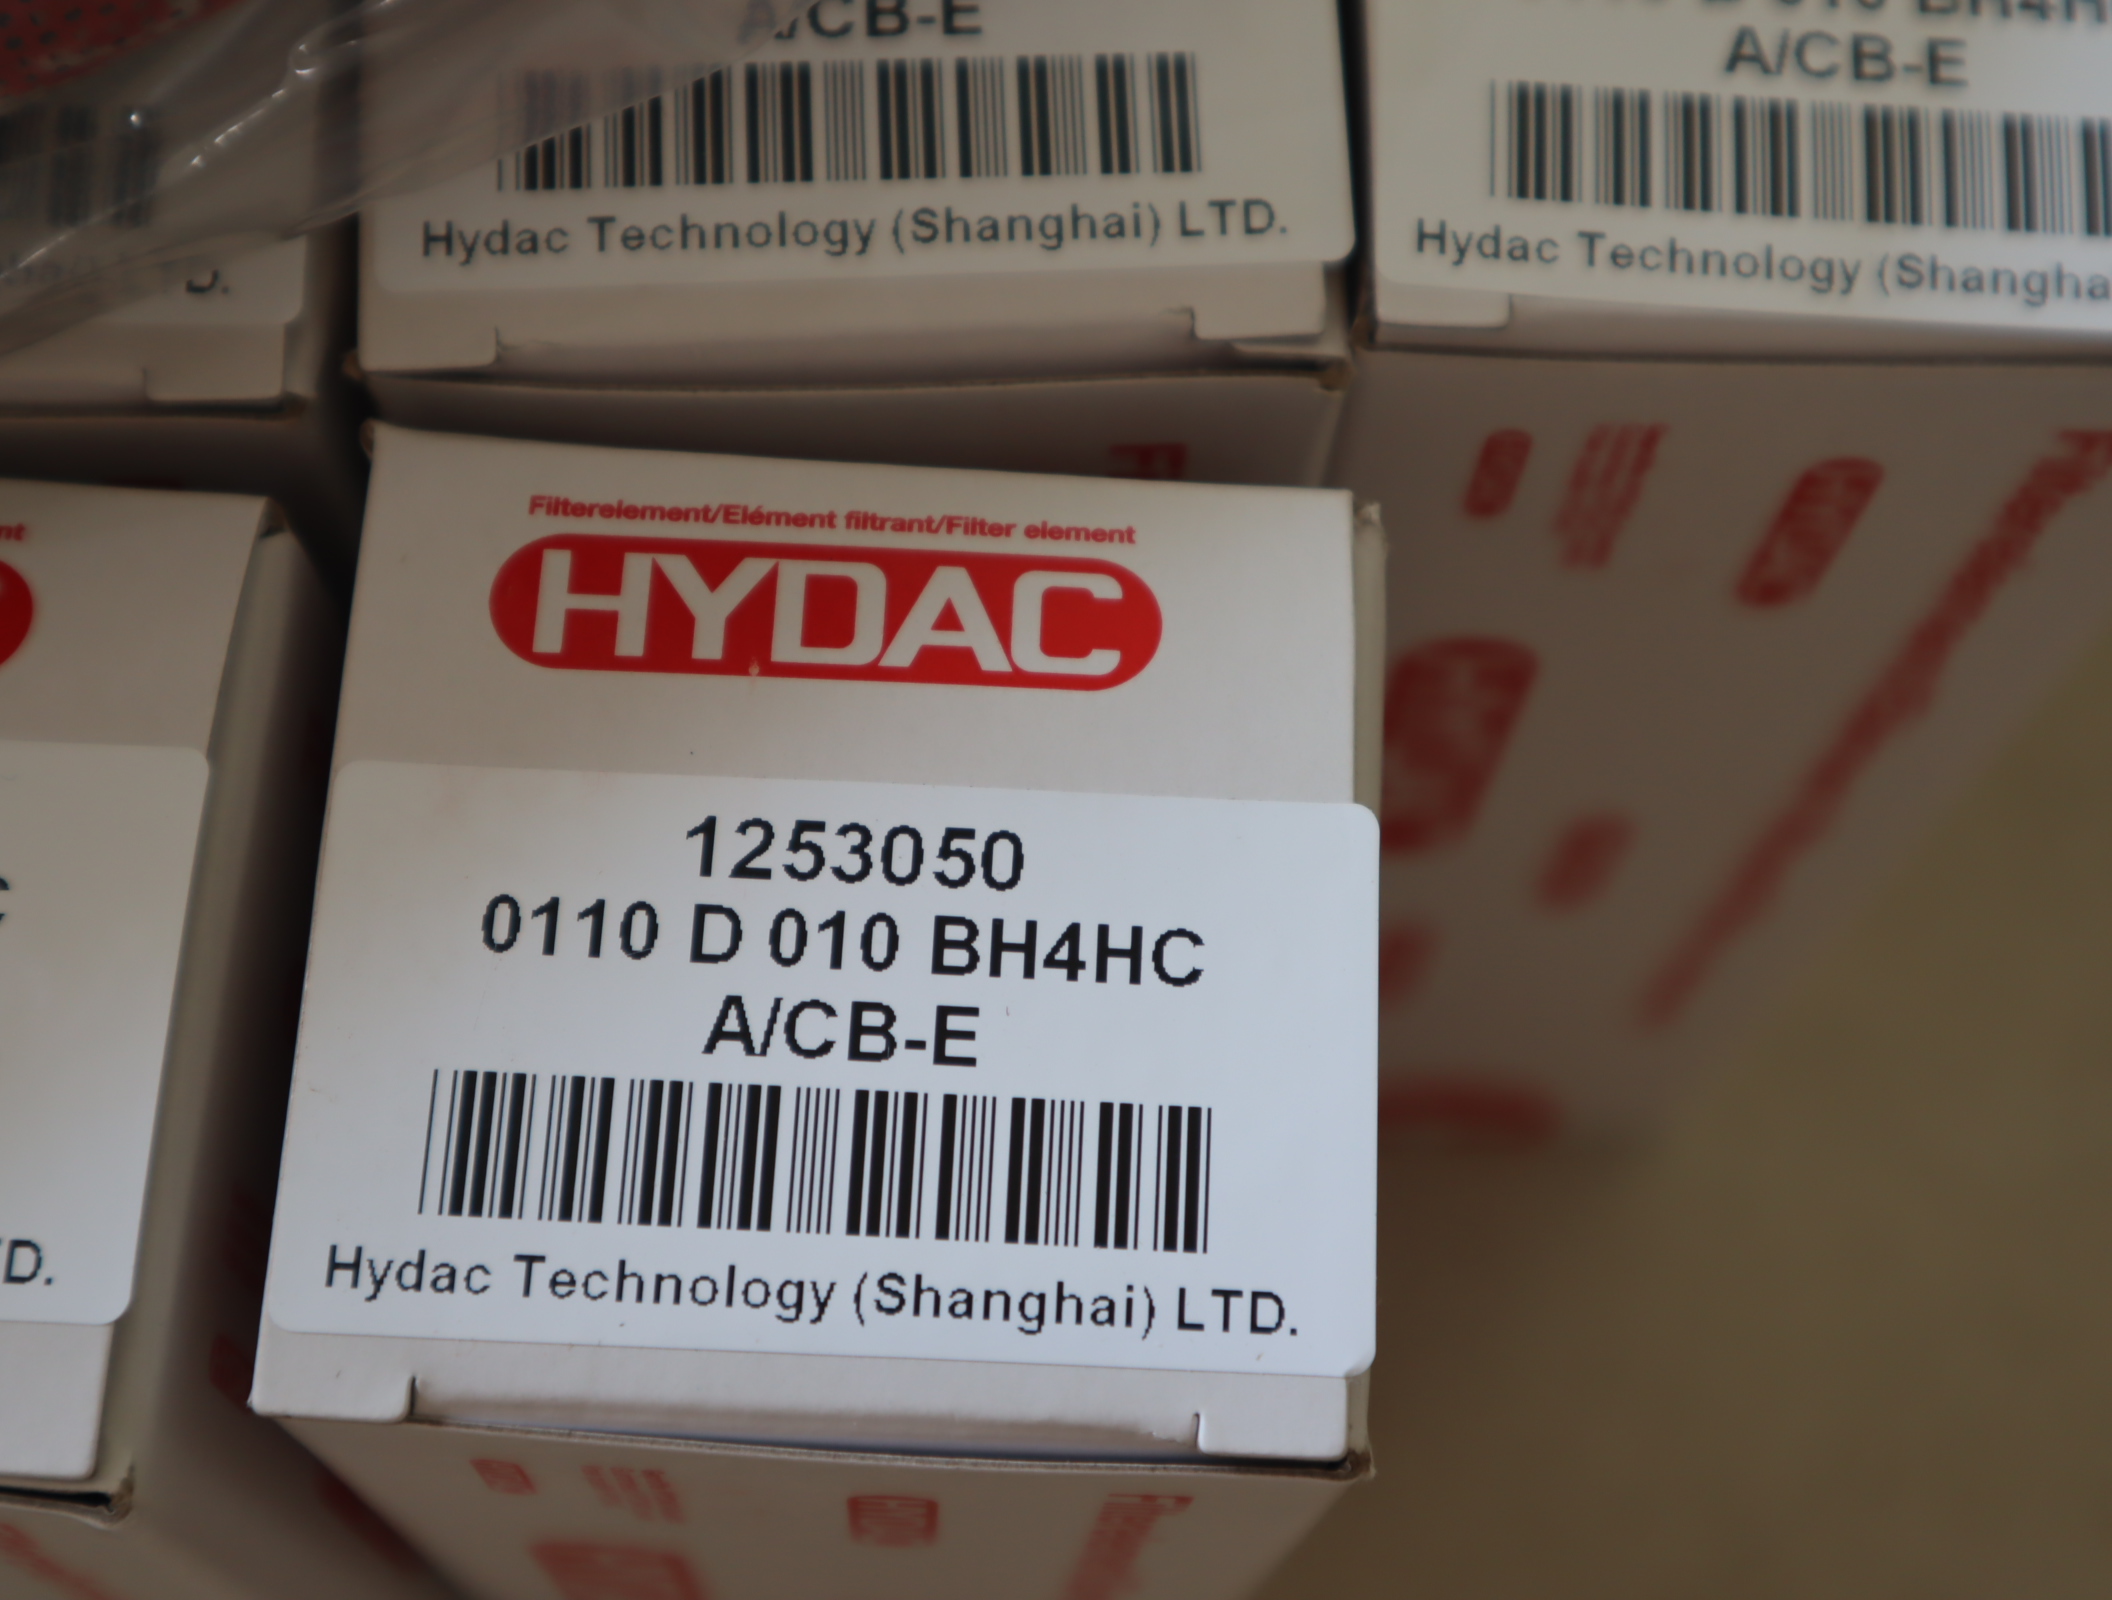 A/CB-E
Hydac Technology (Shanghai) LTD.
A/CB-E
Hydac Technology
D.
Filterelement/Elément filtrant/Filter element
HYDAC
1253050
0110 D 010 BH4HC
A/CB-E
Hydac Technology (Shanghai) LTD.